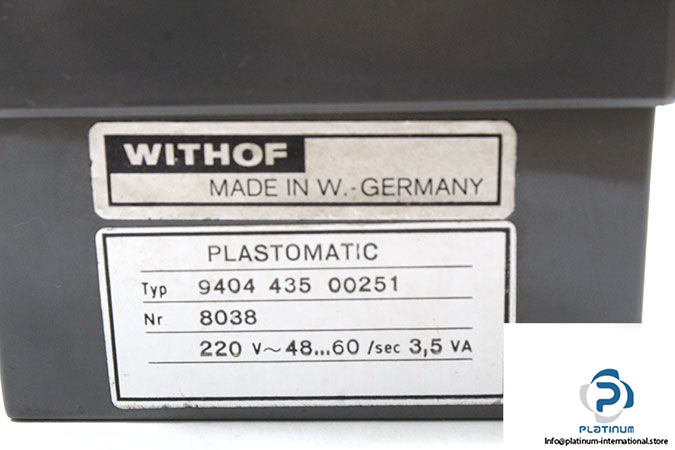 WITHOF
MADE IN W.-GERMANY
PLASTOMATIC
Typ 9404 435 00251
Nr 8038
220 V~48...60 /sec 3,5 VA
PLATINUM
Info@platinum-international.store